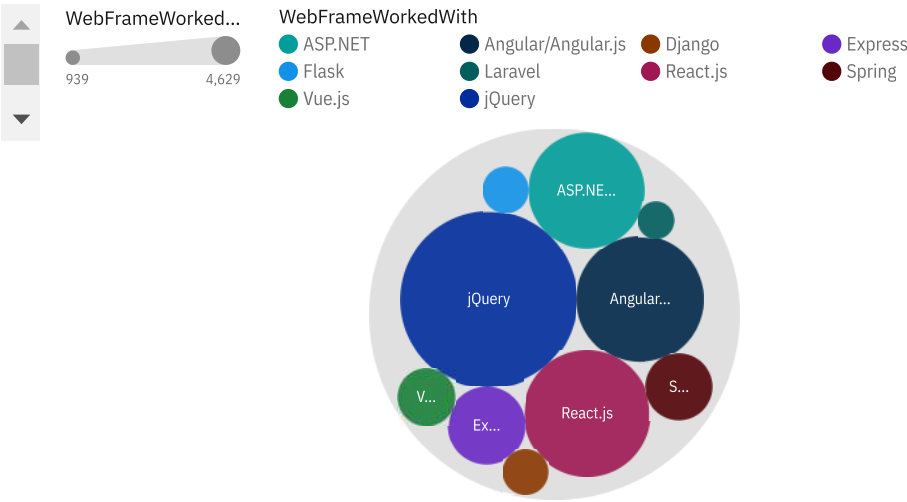 WebFrameWorked...
939 4,629
WebFrameWorkedWith
ASP.NET Angular/Angular.js Django Express
Flask Laravel React.js Spring
Vue.js jQuery
ASP.NE...
jQuery Angular...
S...
V...
React.js
Ex...